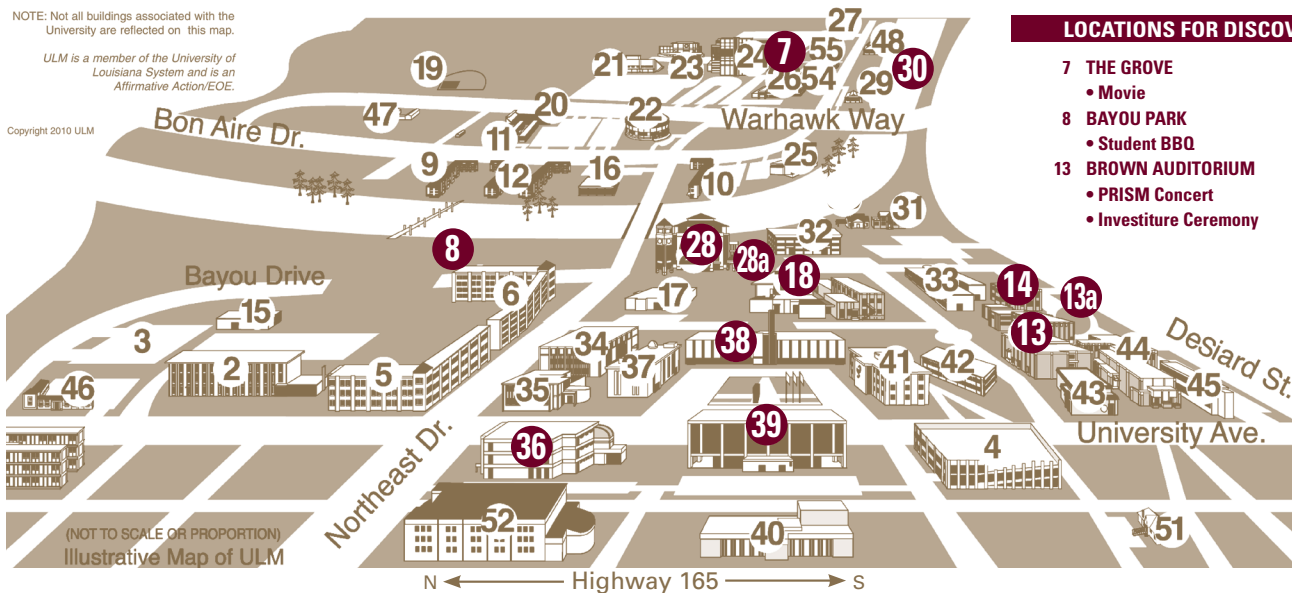 NOTE: Not all buildings associated with the
University are reflected on this map.
ULM is a member of the University of
Louisiana System and is an
Affirmative Action/EOE.
Copyright 2010 ULM
LOCATIONS FOR DISCOV
7 THE GROVE
• Movie
8 BAYOU PARK
• Student BBQ
13 BROWN AUDITORIUM
• PRISM Concert
• Investiture Ceremony
27
48
7
55
24
30
21
23
26
54
29
19
47
20
22
Warhawk Way
Bon Aire Dr.
11
9
12
16
10
25
31
8
28
28a
32
18
Bayou Drive
6
17
33
14
13a
15
3
13
DeSiard St.
2
5
34
37
38
41
42
44
46
35
43
45
Northeast Dr.
36
39
4
University Ave.
52
40
51
(NOT TO SCALE OR PROPORTION)
Illustrative Map of ULM
N Highway 165 S